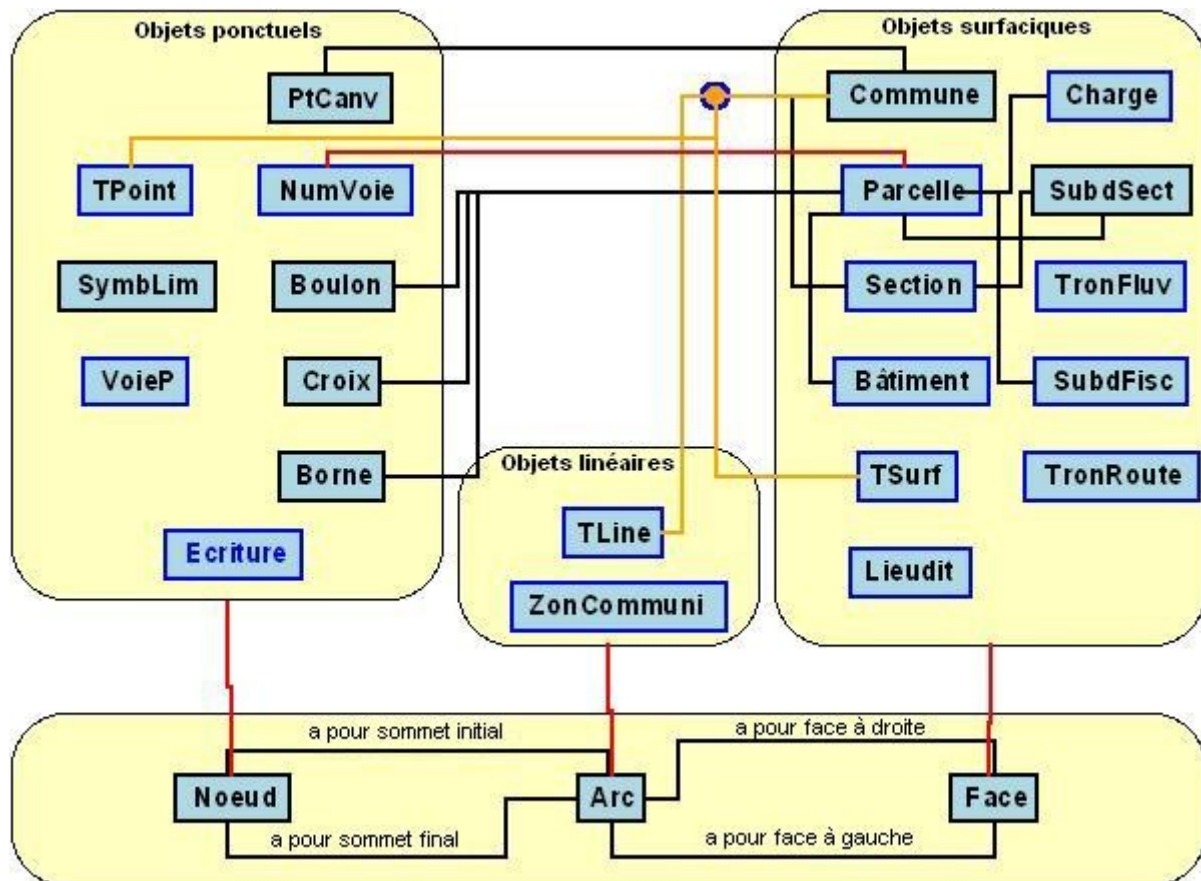 Objets ponctuels
PtCanv
TPoint
NumVoie
SymbLim
Boulon
VoieP
Croix
Borne
Ecriture
Objets linéaires
TLine
ZonCommuni
Objets surfaciques
Commune
Charge
Parcelle
SubdSect
Section
TronFluv
Bâtiment
SubdFisc
TSurf
TronRoute
Lieudit
a pour sommet initial
a pour face à droite
Noeud
Arc
Face
a pour sommet final
a pour face à gauche